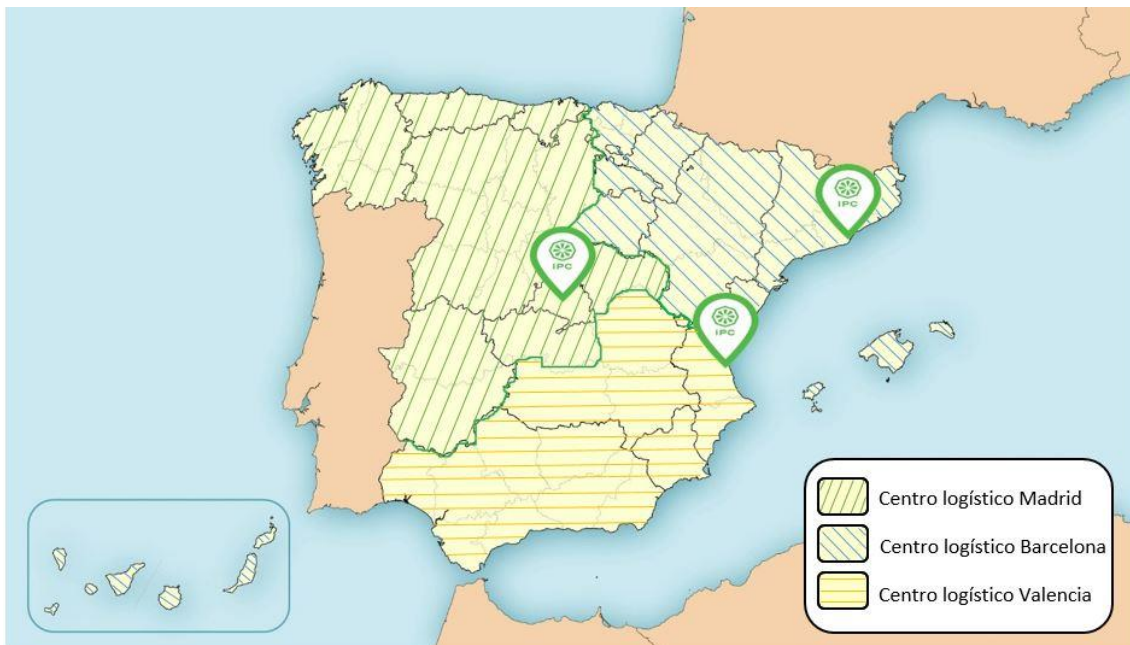 IPC
IPC
IPC
Centro logístico Madrid
Centro logístico Barcelona
Centro logístico Valencia